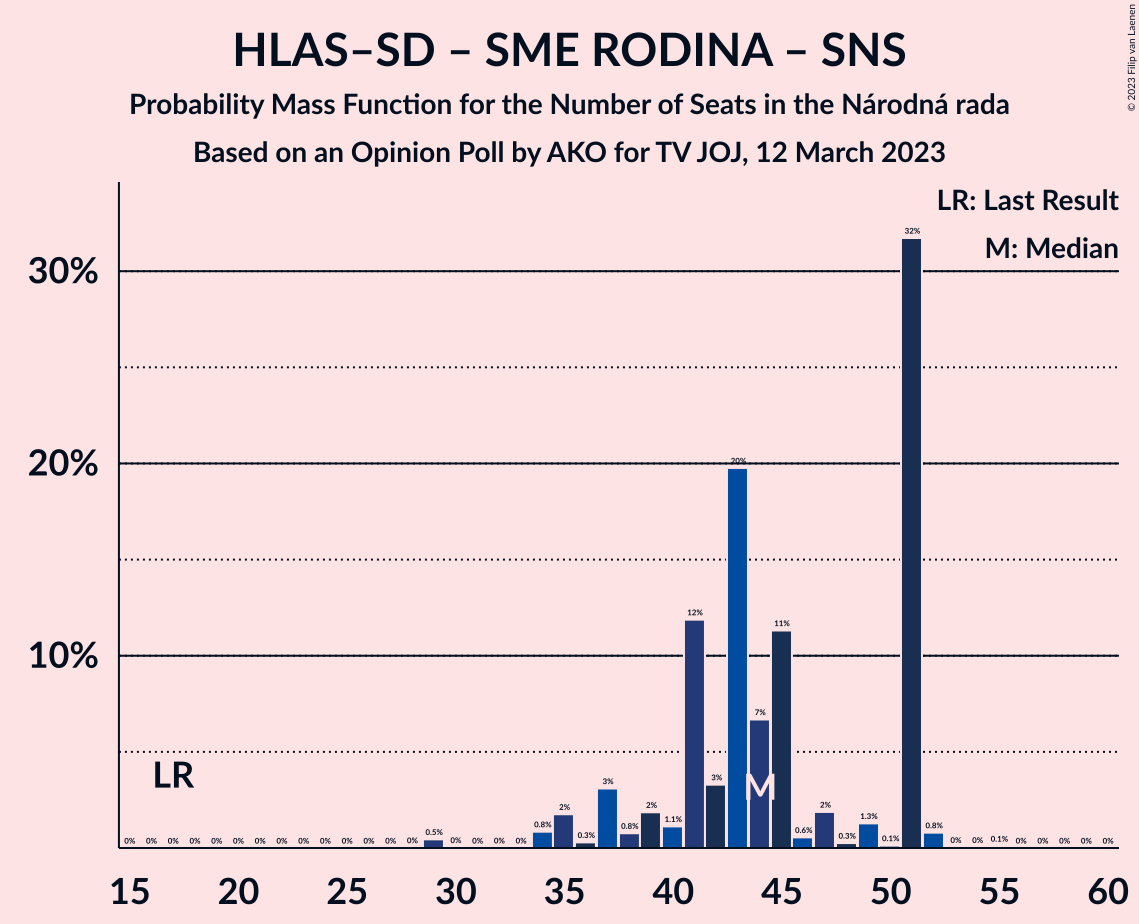 HLAS–SD – SME RODINA – SNS
Probability Mass Function for the Number of Seats in the Národná rada
Based on an Opinion Poll by AKO for TV JOJ, 12 March 2023
© 2023 Filip van Laenen
LR: Last Result
M: Median
30%
20%
10%
LR
M
0% 0% 0% 0% 0% 0% 0% 0% 0% 0% 0% 0% 0% 0% 0.5% 0% 0% 0% 0% 0.8% 2% 0.3% 3% 0.8% 2% 1.1% 12% 3% 20% 7% 11% 0.6% 2% 0.3% 1.3% 0.1% 32% 0.8% 0% 0% 0.1% 0% 0% 0% 0% 0%
15 20 25 30 35 40 45 50 55 60